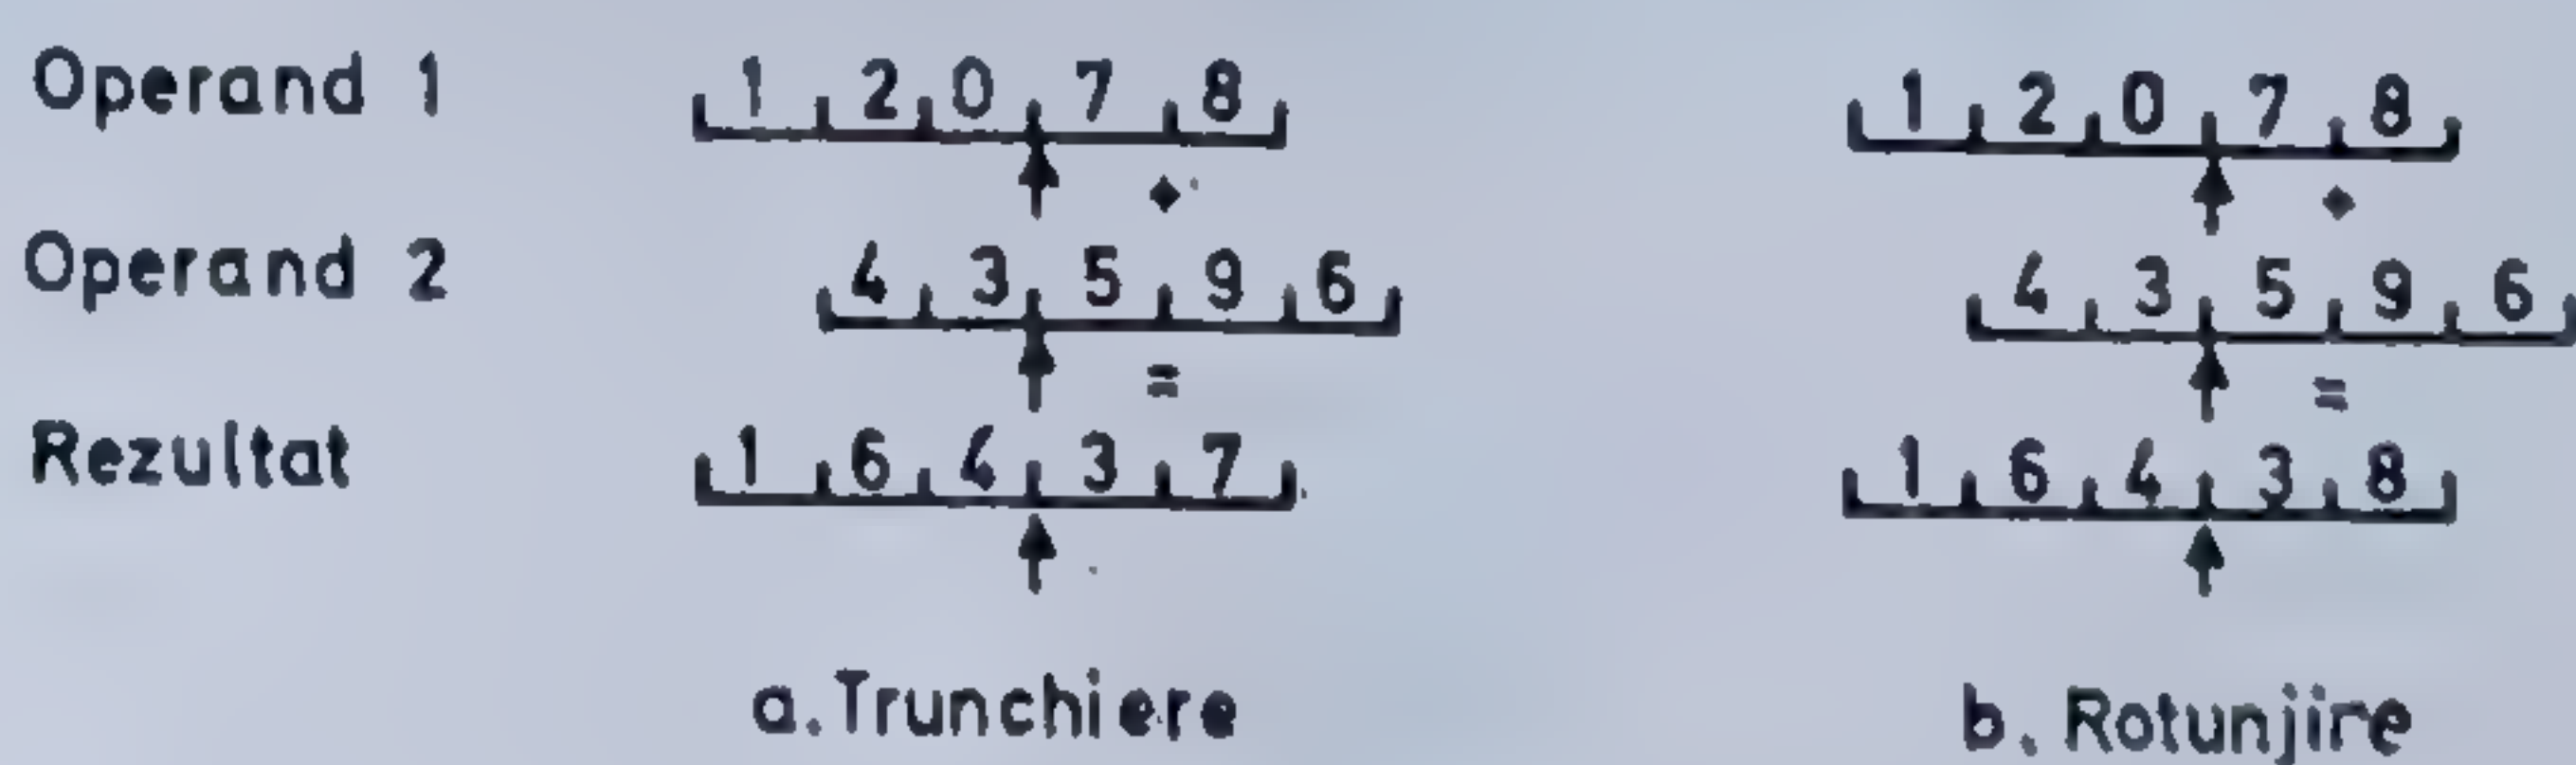 Operand 1 1 2 0 7 8 1 2 0 7 8
Operand 2 4 3 5 9 6 4 3 5 9 6
= =
Rezultat 1 6 4 3 7 1 6 4 3 8
a. Trunchiere b. Rotunjire